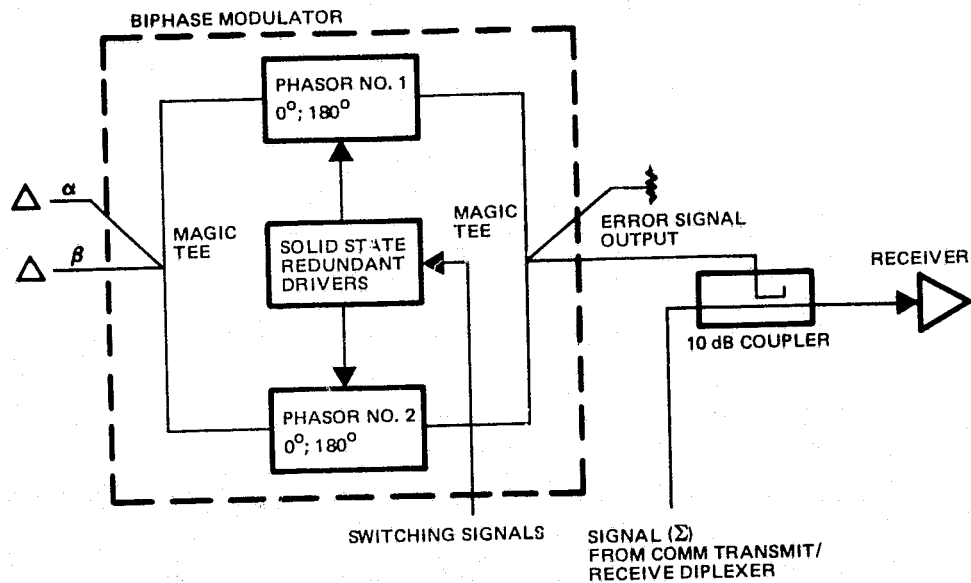 BIPHASE MODULATOR
PHASOR NO. 1
0°; 180°
Δ α
Δ β
MAGIC
TEE
SOLID STATE
REDUNDANT
DRIVERS
MAGIC
TEE
ERROR SIGNAL
OUTPUT
RECEIVER
10 dB COUPLER
PHASOR NO. 2
0°; 180°
SWITCHING SIGNALS
SIGNAL (Σ)
FROM COMM TRANSMIT/
RECEIVE DIPLEXER